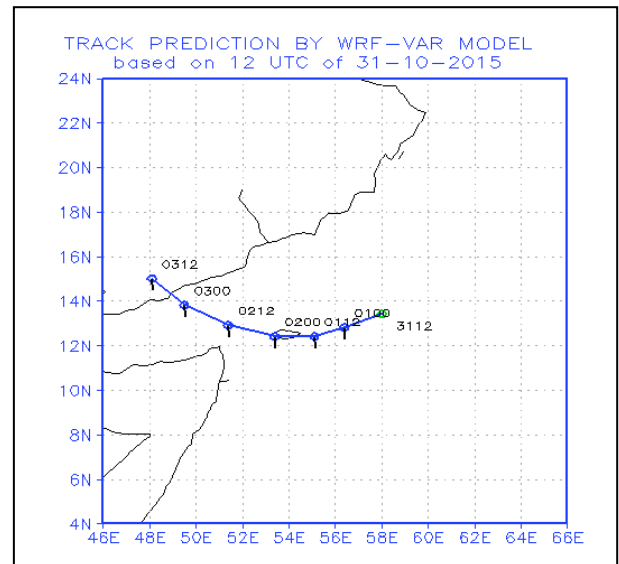 TRACK PREDICTION BY WRF-VAR MODEL
based on 12 UTC of 31-10-2015
24N
22N
20N
18N
16N
14N
12N
10N
8N
6N
4N
0312
0300
0212
0200
0112
0100
3112
46E 48E 50E 52E 54E 56E 58E 60E 62E 64E 66E